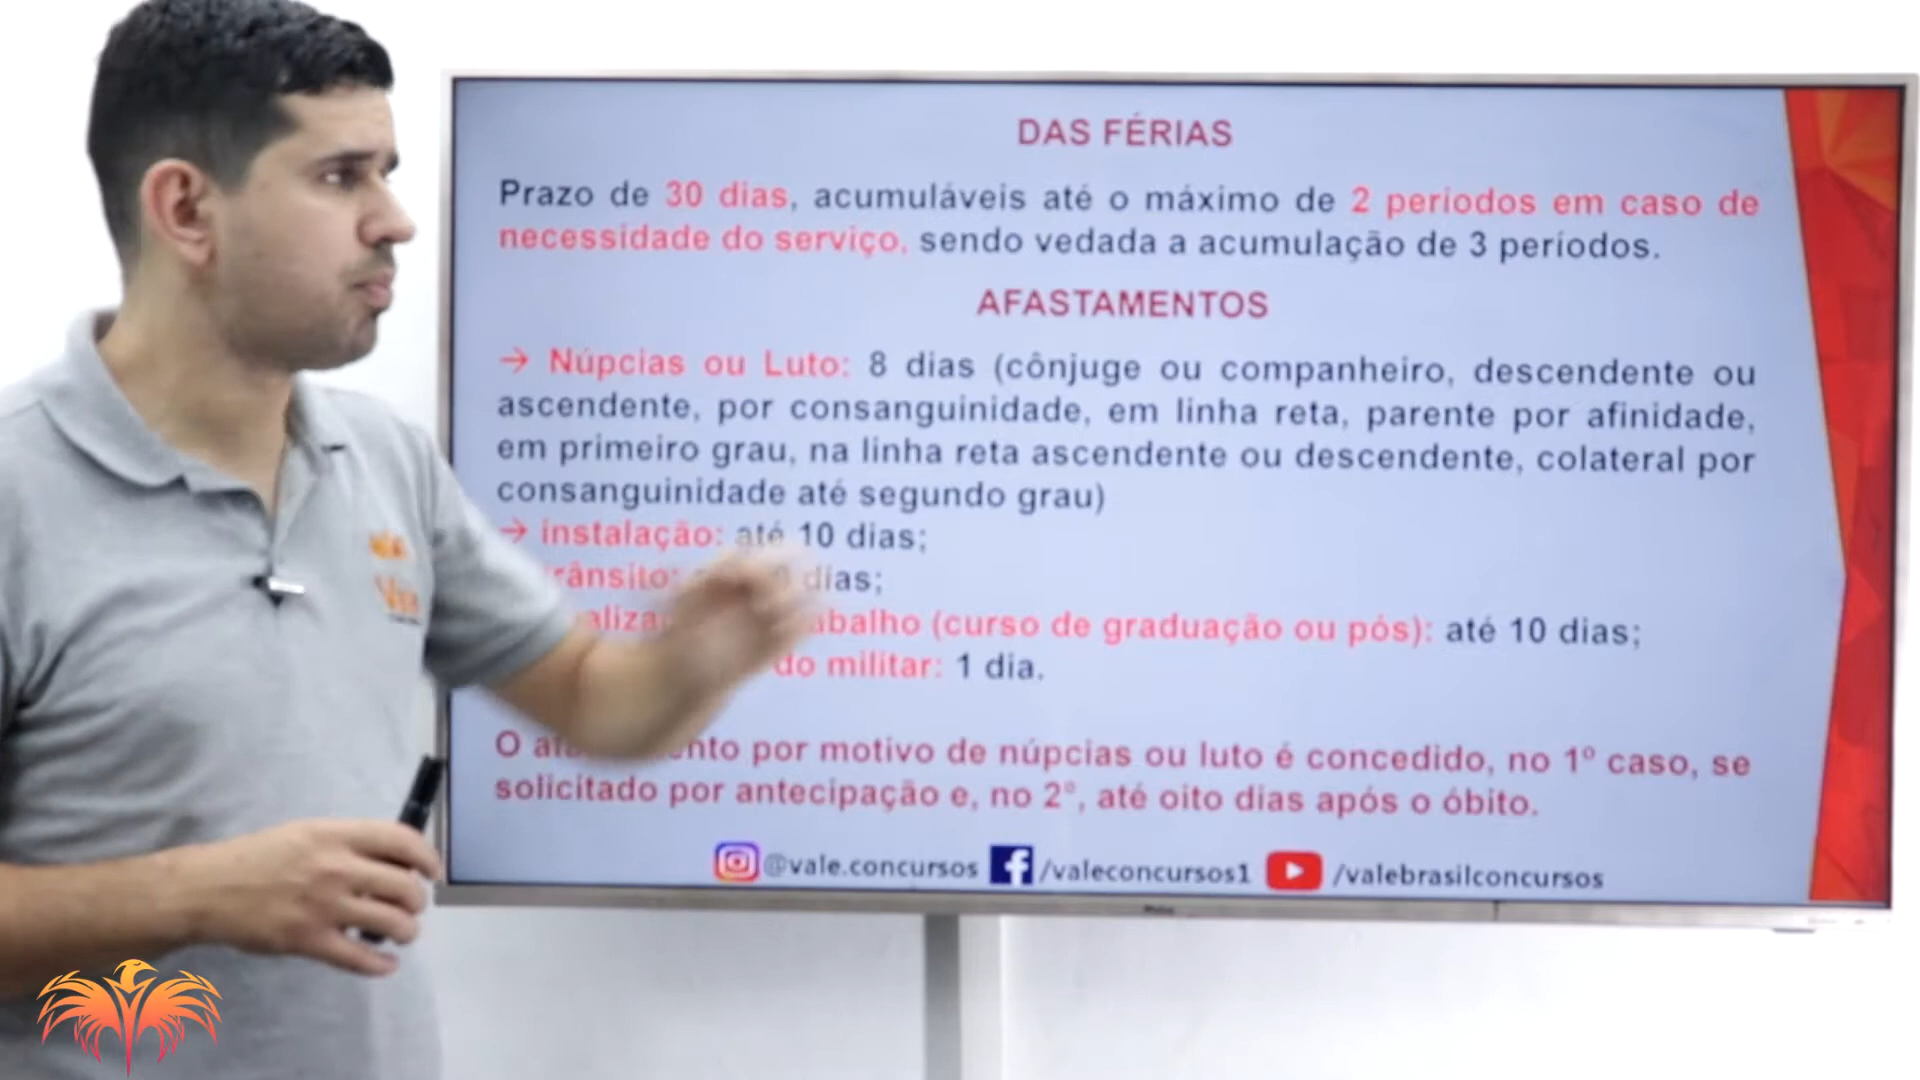 DAS FÉRIAS
Prazo de 30 dias, acumuláveis até o máximo de 2 períodos em caso de
necessidade do serviço, sendo vedada a acumulação de 3 períodos.
AFASTAMENTOS
→ Núpcias ou Luto: 8 dias (cônjuge ou companheiro, descendente ou
ascendente, por consanguinidade, em linha reta, parente por afinidade,
em primeiro grau, na linha reta ascendente ou descendente, colateral por
consanguinidade até segundo grau)
→ instalação: até 10 dias;
dias;
(curso de graduação ou pós): até 10 dias;
do militar: 1 dia.
O por motivo de núpcias ou luto é concedido, no 1º caso, se
solicitado por antecipação e, no 2º, até oito dias após o óbito.
@vale.concursos /valeconcursos1 /valebrasilconcursos